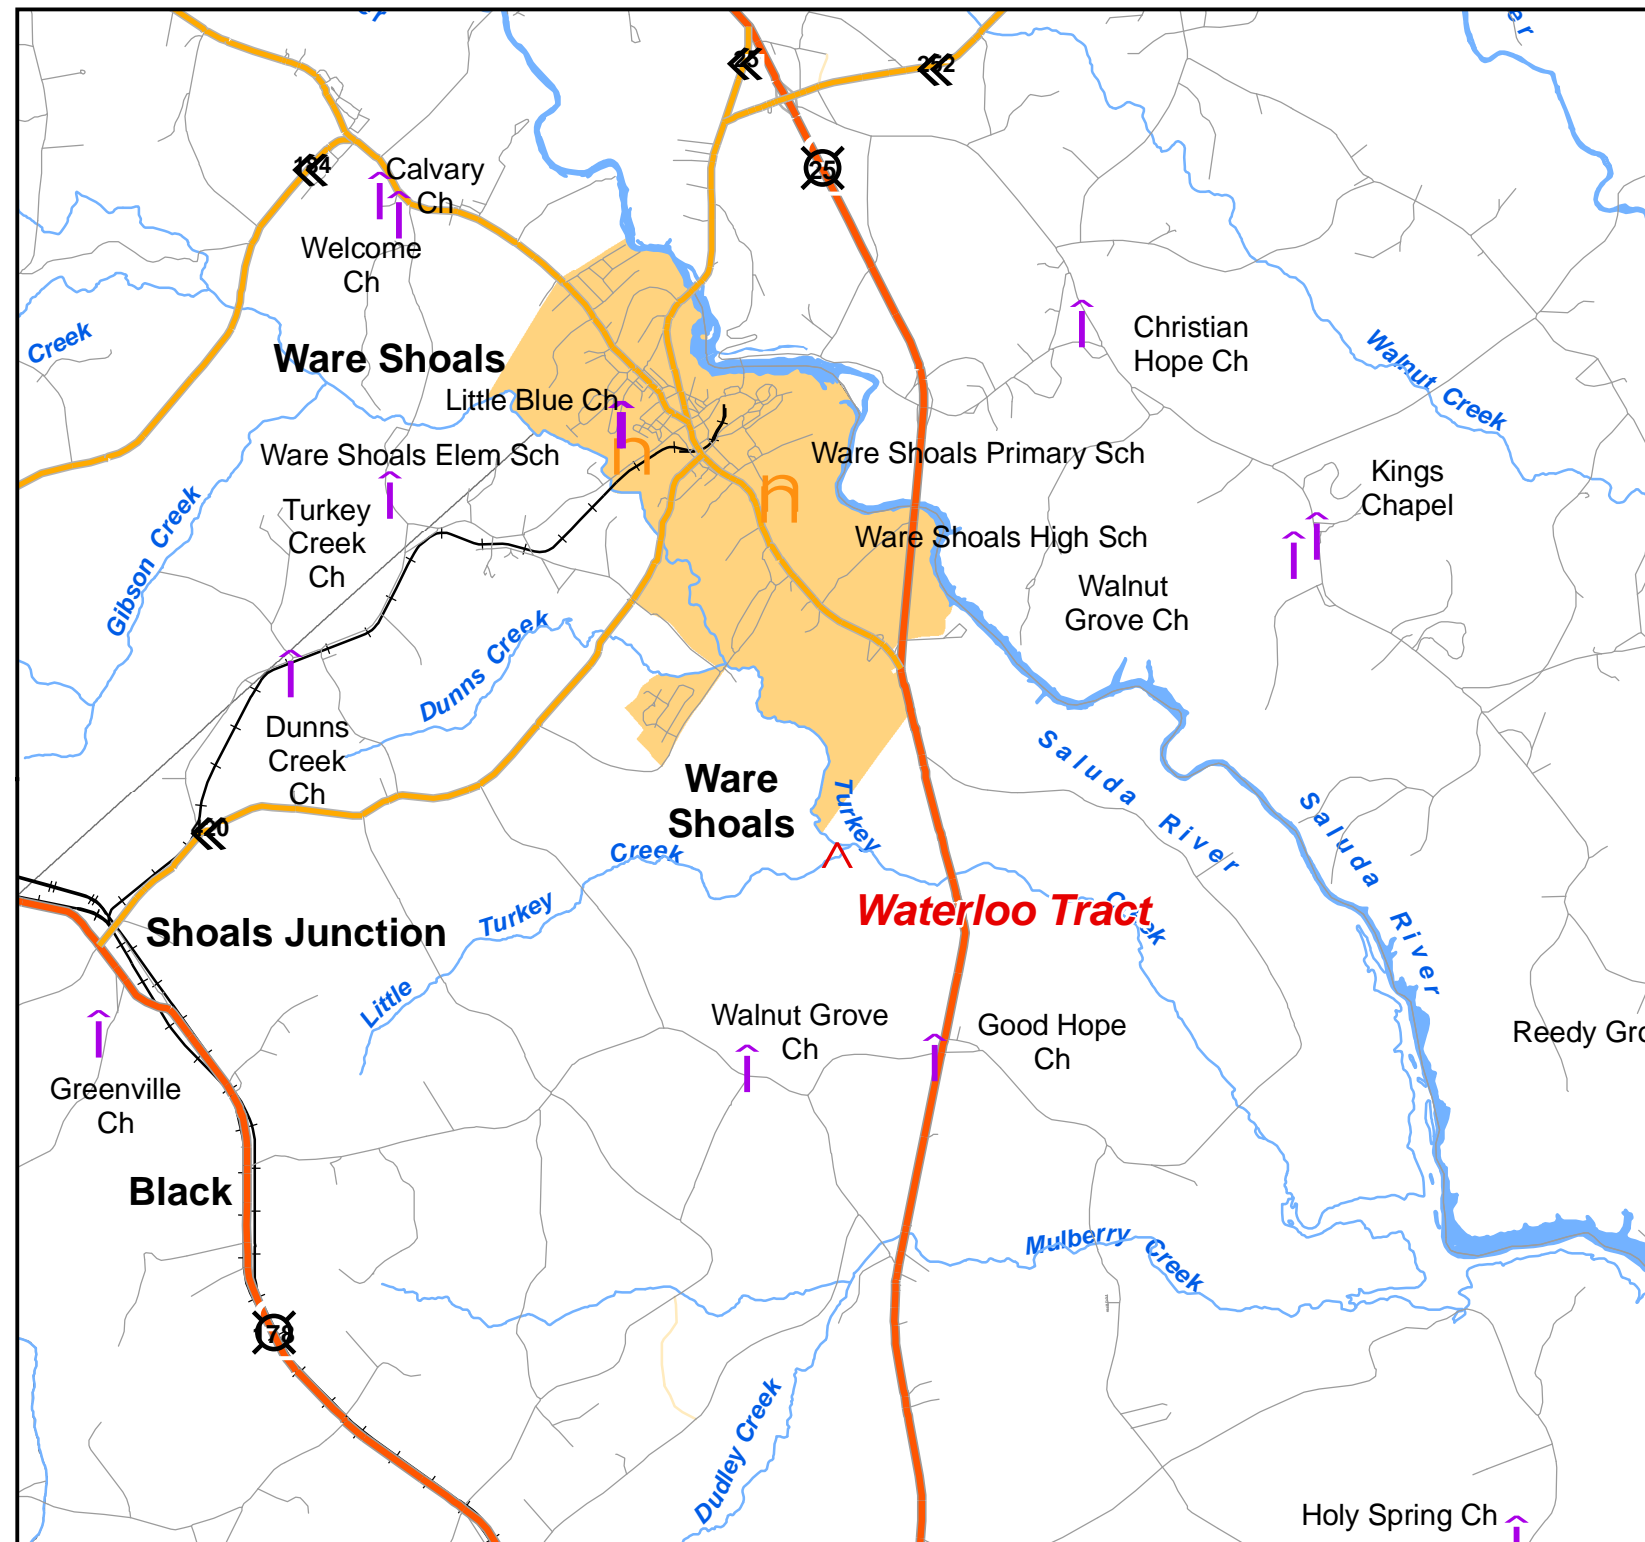 er
25
252
184
25
Calvary
Ch
Welcome
Ch
Creek
Ware Shoals
Christian
Hope Ch
Walnut Creek
Little Blue Ch
Ware Shoals Elem Sch
Ware Shoals Primary Sch
Kings
Chapel
Turkey
Creek
Ch
Gibson Creek
Ware Shoals High Sch
Walnut
Grove Ch
Dunns Creek
Dunns
Creek
Ch
Ware
Shoals
Saluda River
Saluda River
Turkey
Creek
420
Little Turkey Creek
Waterloo Tract
Shoals Junction
Walnut Grove
Ch
Good Hope
Ch
Reedy Gro
Greenville
Ch
Black
Mulberry Creek
178
Dudley Creek
Holy Spring Ch